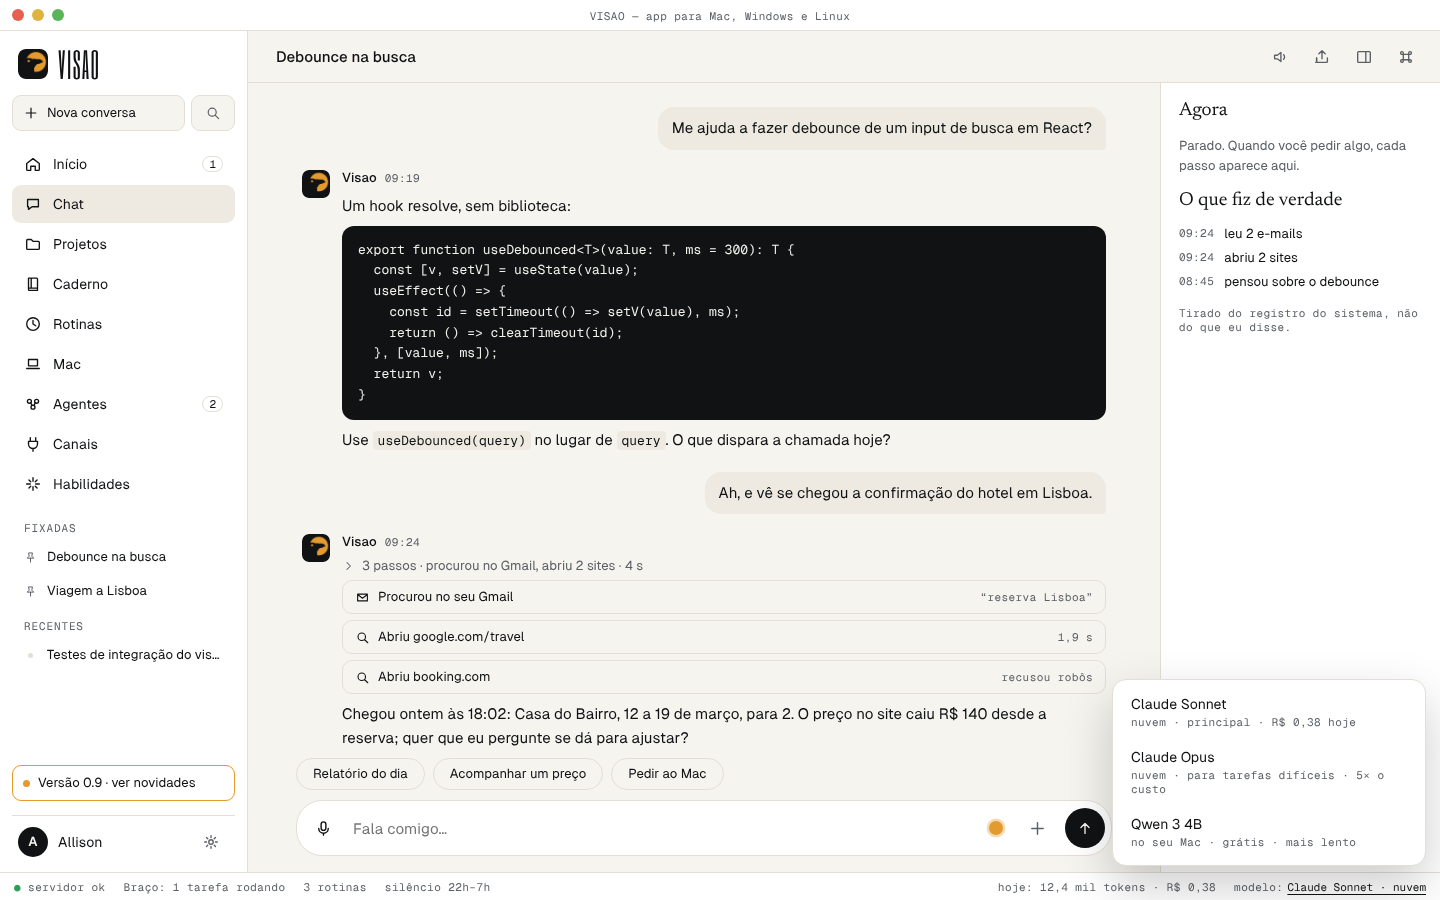 VISAO — app para Mac, Windows e Linux
VISAO
Nova conversa
Início 1
Chat
Projetos
Caderno
Rotinas
Mac
Agentes 2
Canais
Habilidades
FIXADAS
Debounce na busca
Viagem a Lisboa
RECENTES
Testes de integração do vis…
Versão 0.9 · ver novidades
A Allison
Debounce na busca
Me ajuda a fazer debounce de um input de busca em React?
Visao 09:19
Um hook resolve, sem biblioteca:
export function useDebounced<T>(value: T, ms = 300): T {
  const [v, setV] = useState(value);
  useEffect(() => {
    const id = setTimeout(() => setV(value), ms);
    return () => clearTimeout(id);
  }, [value, ms]);
  return v;
}
Use useDebounced(query) no lugar de query. O que dispara a chamada hoje?
Ah, e vê se chegou a confirmação do hotel em Lisboa.
Visao 09:24
3 passos · procurou no Gmail, abriu 2 sites · 4 s
Procurou no seu Gmail “reserva Lisboa”
Abriu google.com/travel 1,9 s
Abriu booking.com recusou robôs
Chegou ontem às 18:02: Casa do Bairro, 12 a 19 de março, para 2. O preço no site caiu R$ 140 desde a
reserva; quer que eu pergunte se dá para ajustar?
Relatório do dia
Acompanhar um preço
Pedir ao Mac
Fala comigo…
Agora
Parado. Quando você pedir algo, cada
passo aparece aqui.
O que fiz de verdade
09:24 leu 2 e-mails
09:24 abriu 2 sites
08:45 pensou sobre o debounce
Tirado do registro do sistema, não
do que eu disse.
Claude Sonnet
nuvem · principal · R$ 0,38 hoje
Claude Opus
nuvem · para tarefas difíceis · 5× o
custo
Qwen 3 4B
no seu Mac · grátis · mais lento
servidor ok Braço: 1 tarefa rodando 3 rotinas silêncio 22h–7h
hoje: 12,4 mil tokens · R$ 0,38 modelo: Claude Sonnet · nuvem